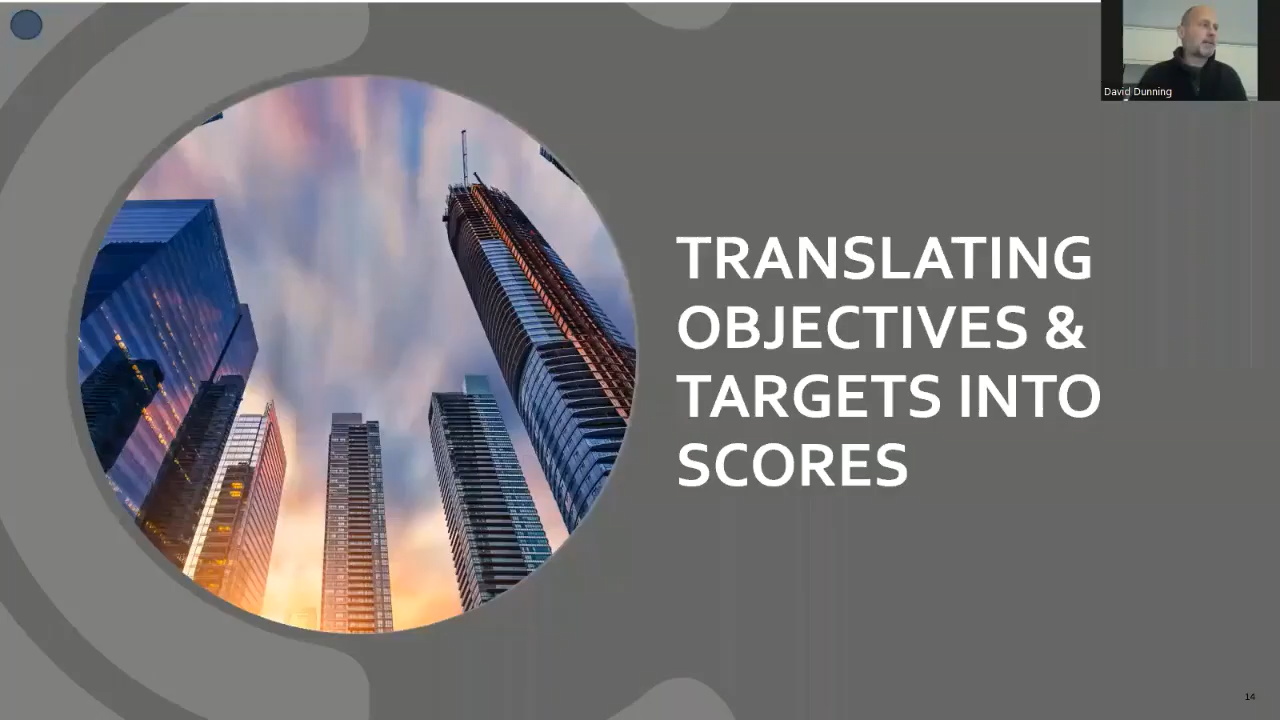 David Dunning
TRANSLATING
OBJECTIVES &
TARGETS INTO
SCORES
14